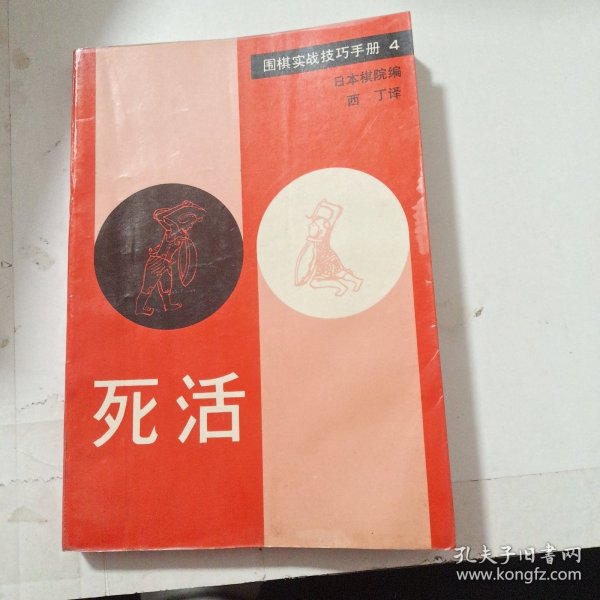 围棋实战技巧手册 4
日本棋院编
西 丁译
死活
孔夫子旧书网
www.kongfz.com